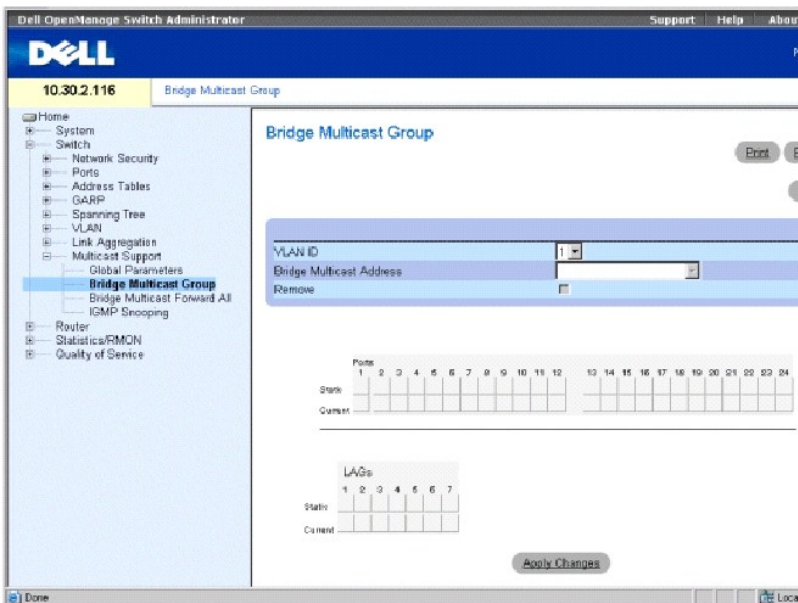 Dell OpenManage Switch Administrator
Support Help About
DELL
10.30.2.116
Bridge Multicast Group
Home
System
Switch
Network Security
Ports
Address Tables
GARP
Spanning Tree
VLAN
Link Aggregation
Multicast Support
Global Parameters
Bridge Multicast Group
Bridge Multicast Forward All
IGMP Snooping
Router
Statistics/RMON
Quality of Service
Bridge Multicast Group
Print
VLAN ID 1
Bridge Multicast Address
Remove
Ports
1 2 3 4 5 6 7 8 9 10 11 12 13 14 15 16 17 18 19 20 21 22 23 24
Static
Current
LAGs
1 2 3 4 5 6 7
Static
Current
Apply Changes
Done
Loca